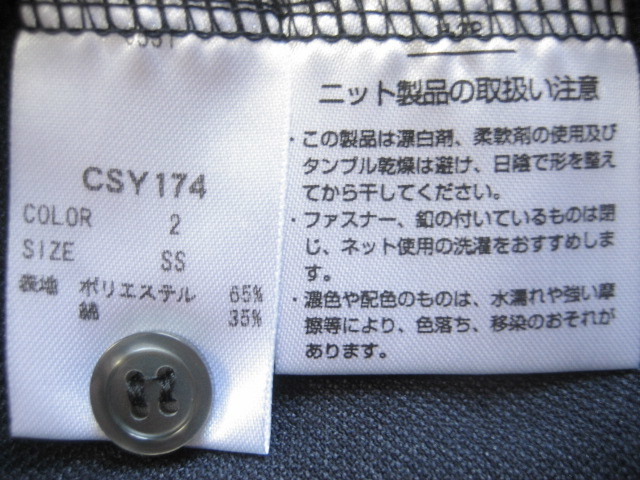 CSY174
COLOR 2
SIZE SS
表地 ポリエステル 65%
綿 35%
ニット製品の取扱い注意
・この製品は漂白剤、柔軟剤の使用及び
タンブル乾燥は避け、日陰で形を整え
てから干してください。
・ファスナー、釦の付いているものは閉
じ、ネット使用の洗濯をおすすめしま
す。
・濃色や配色のものは、水濡れや強い摩
擦等により、色落ち、移染のおそれが
あります。